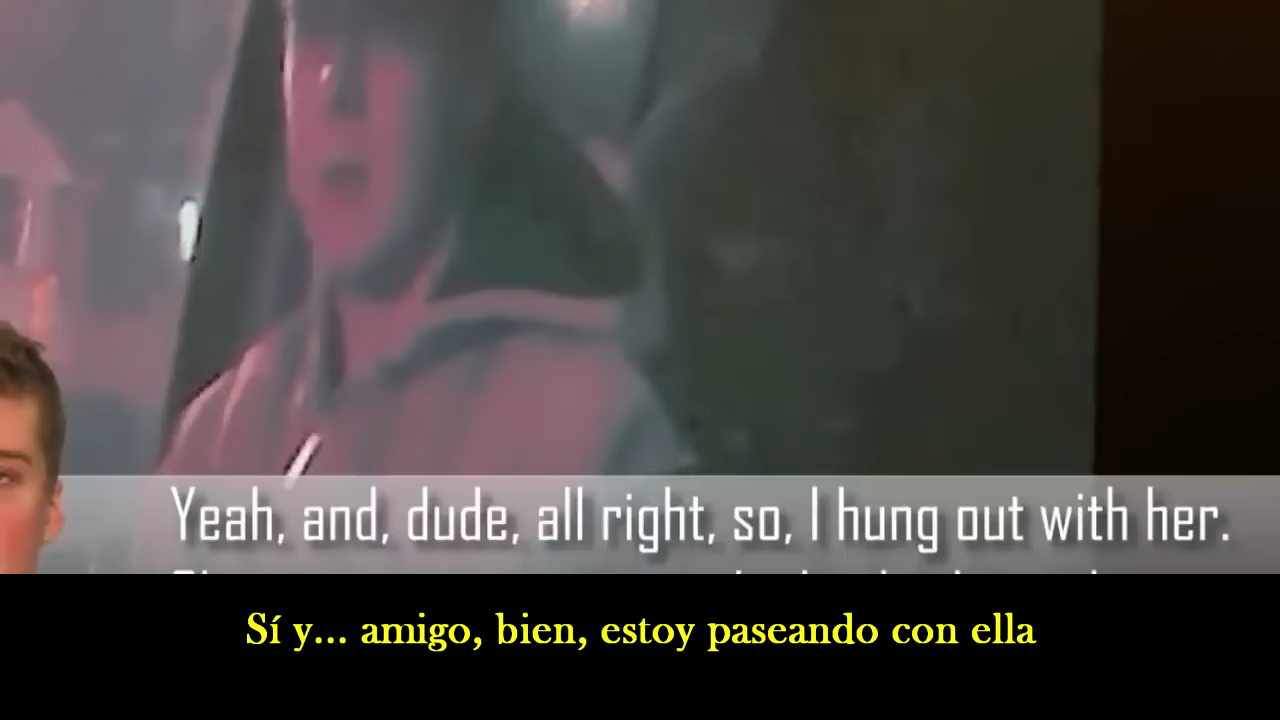 Yeah, and, dude, all right, so, I hung out with her.
Sí y... amigo, bien, estoy paseando con ella